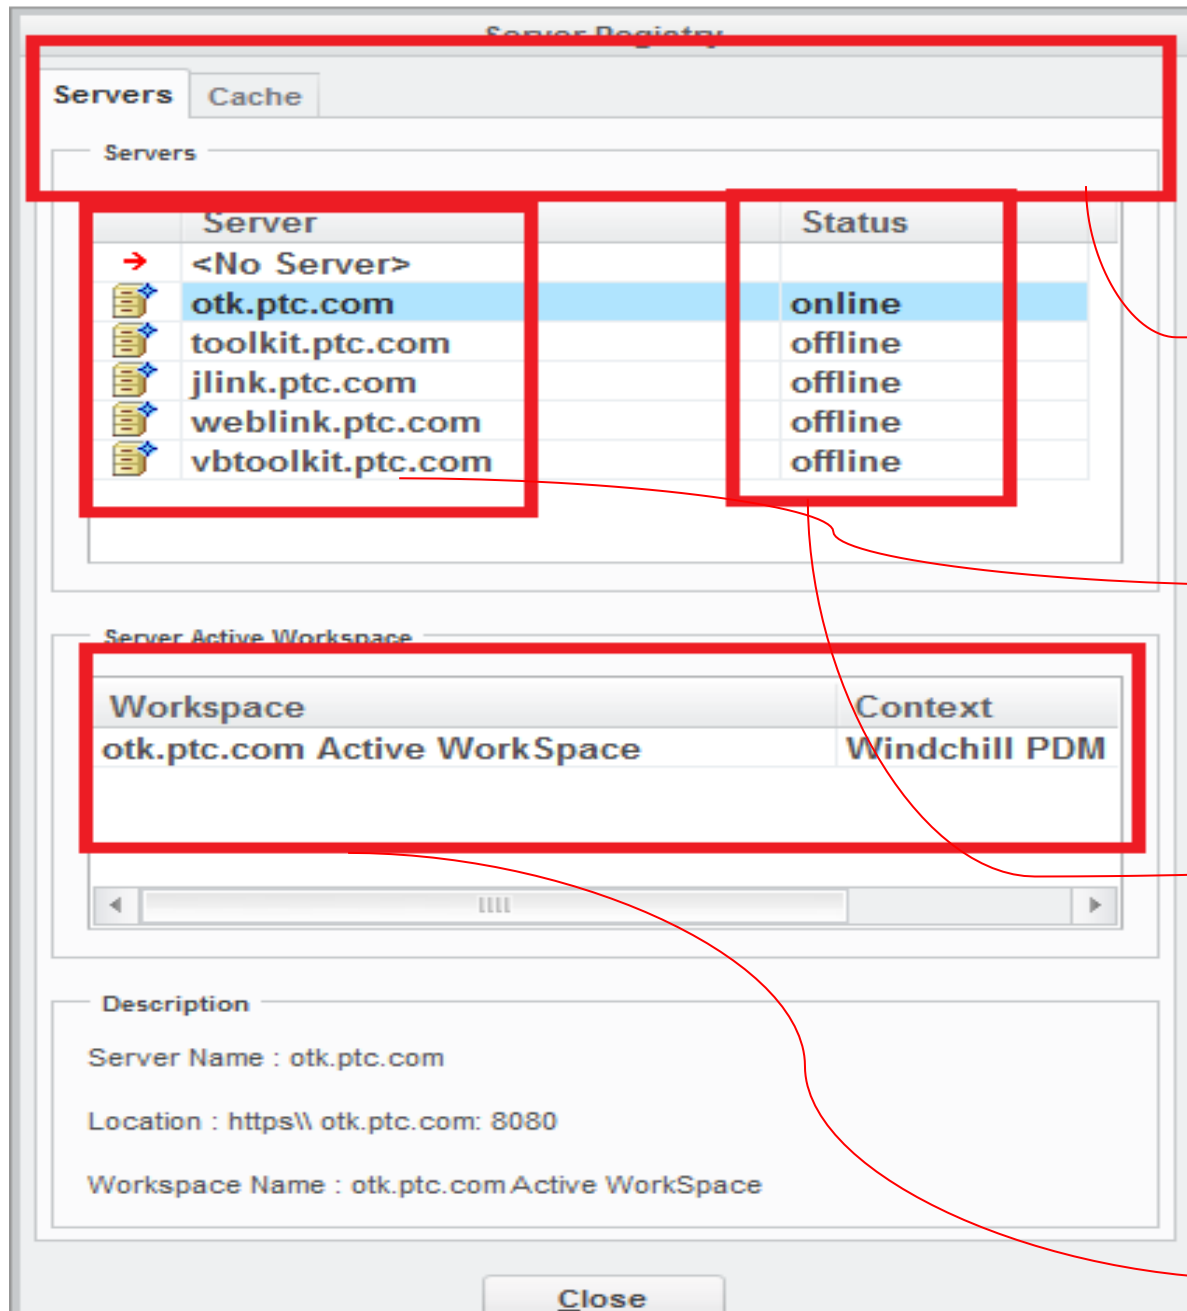 Server Registry
Servers Cache
Servers
Server Status
<No Server>
otk.ptc.com online
toolkit.ptc.com offline
jlink.ptc.com offline
weblink.ptc.com offline
vbtoolkit.ptc.com offline
Server Active Workspace
Workspace Context
otk.ptc.com Active WorkSpace Windchill PDM
Description
Server Name : otk.ptc.com
Location : https\\ otk.ptc.com: 8080
Workspace Name : otk.ptc.com Active WorkSpace
Close